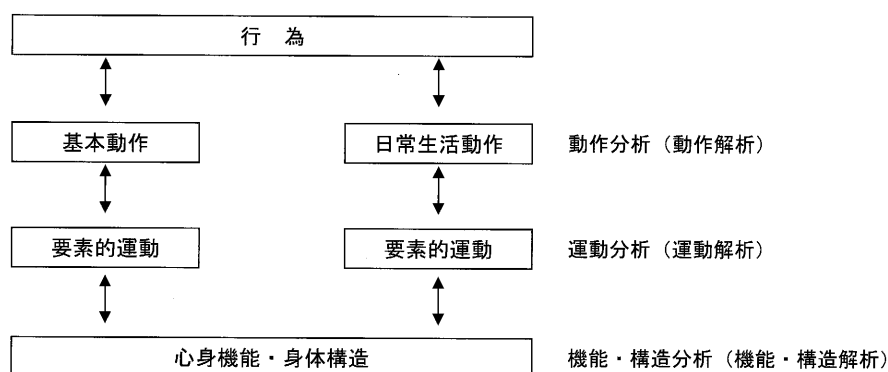 行 為
基本動作
日常生活動作
動作分析（動作解析）
要素的運動
要素的運動
運動分析（運動解析）
心身機能・身体構造
機能・構造分析（機能・構造解析）